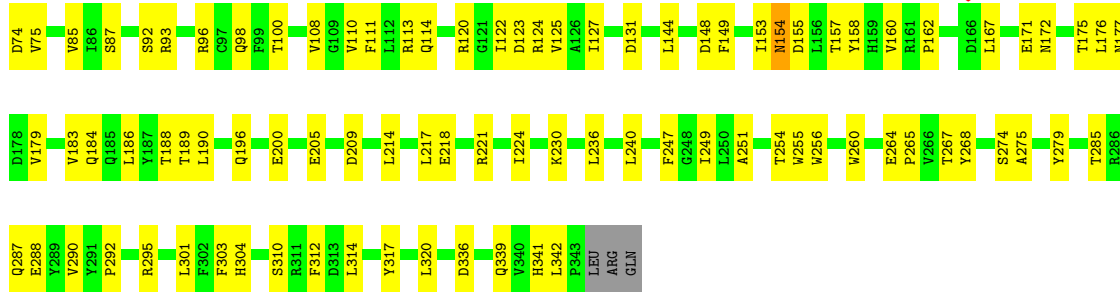 D74 V75 V85 I86 S87 S92 R93 R96 C97 Q98 F99 T100 V108 G109 V110 F111 L112 R113 Q114 R120 G121 I122 D123 R124 V125 A126 I127 D131 L144 D148 F149 I153 N154 D155 L156 T157 Y158 H159 V160 R161 P162 D166 L167 E171 N172 T175 L176 N177
D178 V179 V183 Q184 Q185 L186 Y187 T188 T189 L190 Q196 E200 E205 D209 L214 L217 E218 R221 I224 K230 L236 L240 F247 G248 I249 L250 A251 T254 W255 W256 W260 E264 P265 V266 T267 Y268 S274 A275 Y279 T285 R286
Q287 E288 Y289 V290 Y291 P292 R295 L301 F302 F303 H304 S310 R311 F312 D313 L314 Y317 L320 D336 Q339 V340 H341 L342 P343 LEU ARG GLN